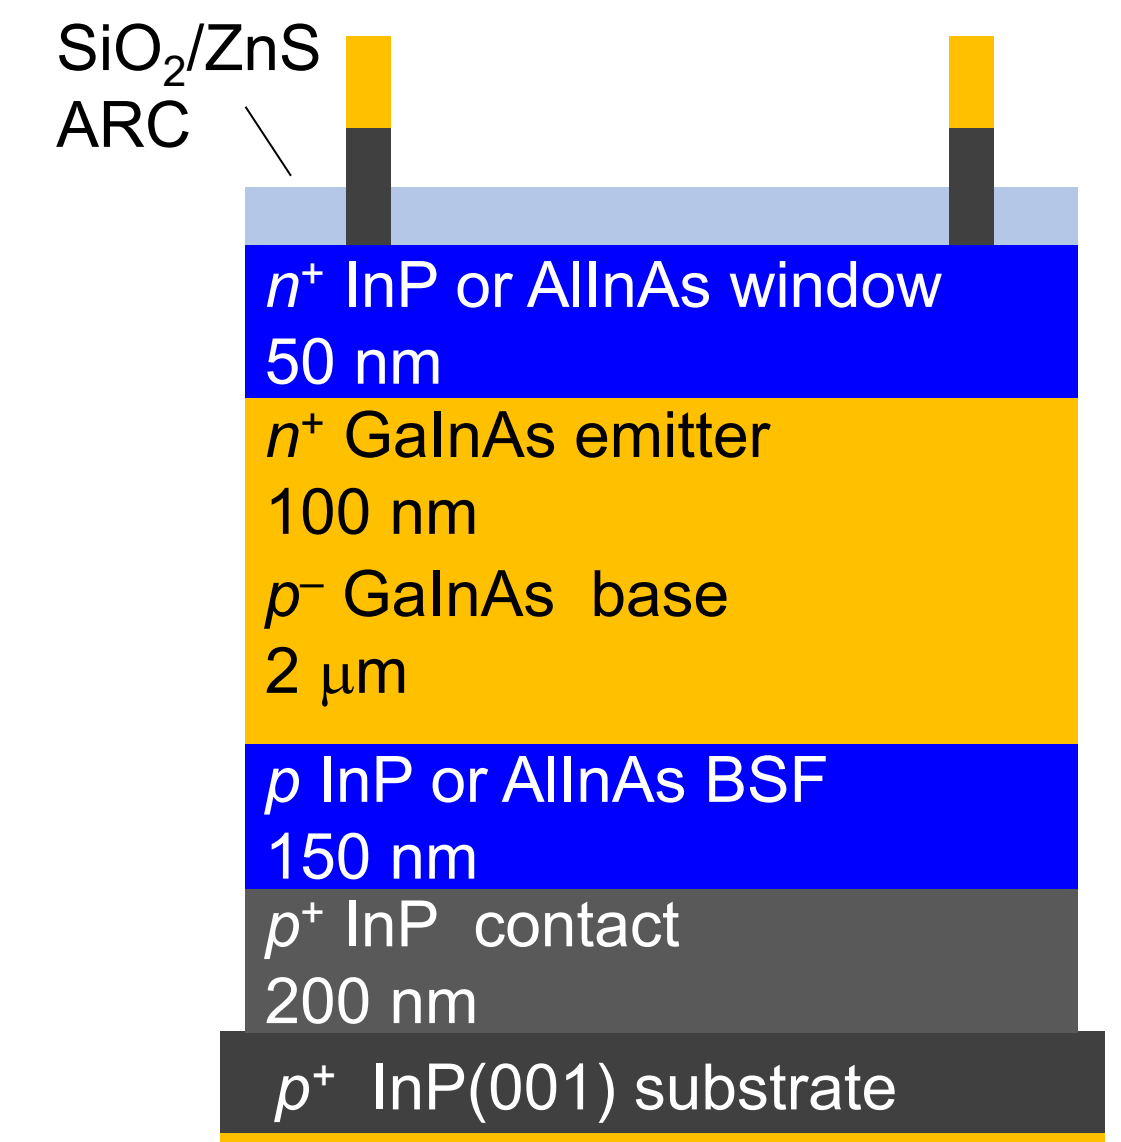 SiO₂/ZnS
ARC
n⁺ InP or AlInAs window
50 nm
n⁺ GaInAs emitter
100 nm
p⁻ GaInAs  base
2 μm
p InP or AlInAs BSF
150 nm
p⁺ InP  contact
200 nm
p⁺  InP(001) substrate